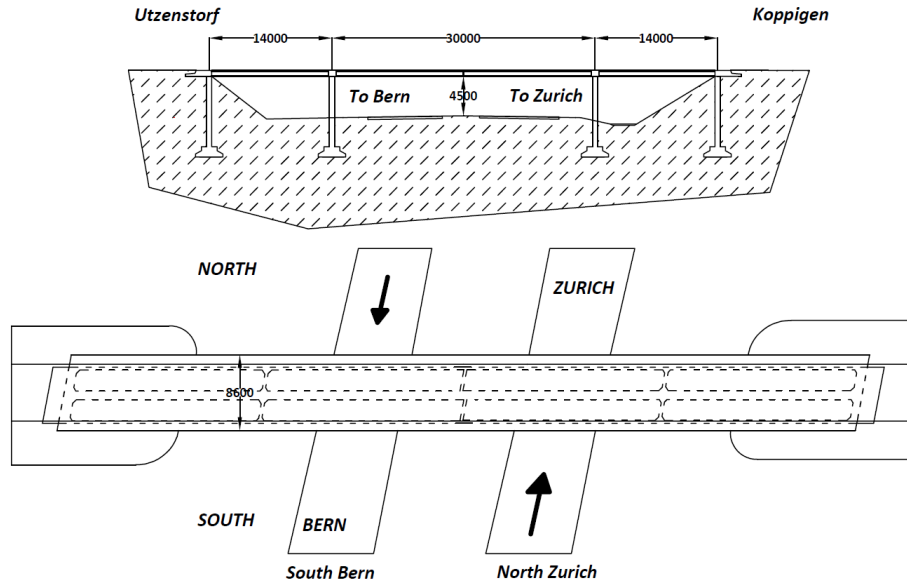 Utzenstorf
Koppigen
14000
30000
14000
To Bern
4500
To Zurich
NORTH
ZURICH
8600
SOUTH
BERN
South Bern
North Zurich